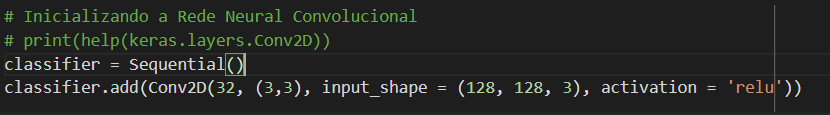 # Inicializando a Rede Neural Convolucional
# print(help(keras.layers.Conv2D))
classifier = Sequential()
classifier.add(Conv2D(32, (3,3), input_shape = (128, 128, 3), activation = 'relu'))